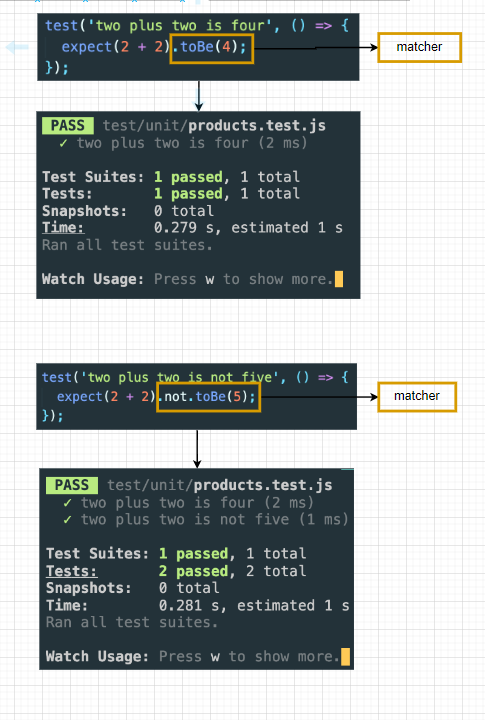 test('two plus two is four', () => {
expect(2 + 2).toBe(4);
});
matcher
PASS test/unit/products.test.js
✓ two plus two is four (2 ms)
Test Suites: 1 passed, 1 total
Tests: 1 passed, 1 total
Snapshots: 0 total
Time: 0.279 s, estimated 1 s
Ran all test suites.
Watch Usage: Press w to show more.
test('two plus two is not five', () => {
expect(2 + 2).not.toBe(5);
});
matcher
PASS test/unit/products.test.js
✓ two plus two is four (2 ms)
✓ two plus two is not five (1 ms)
Test Suites: 1 passed, 1 total
Tests: 2 passed, 2 total
Snapshots: 0 total
Time: 0.281 s, estimated 1 s
Ran all test suites.
Watch Usage: Press w to show more.